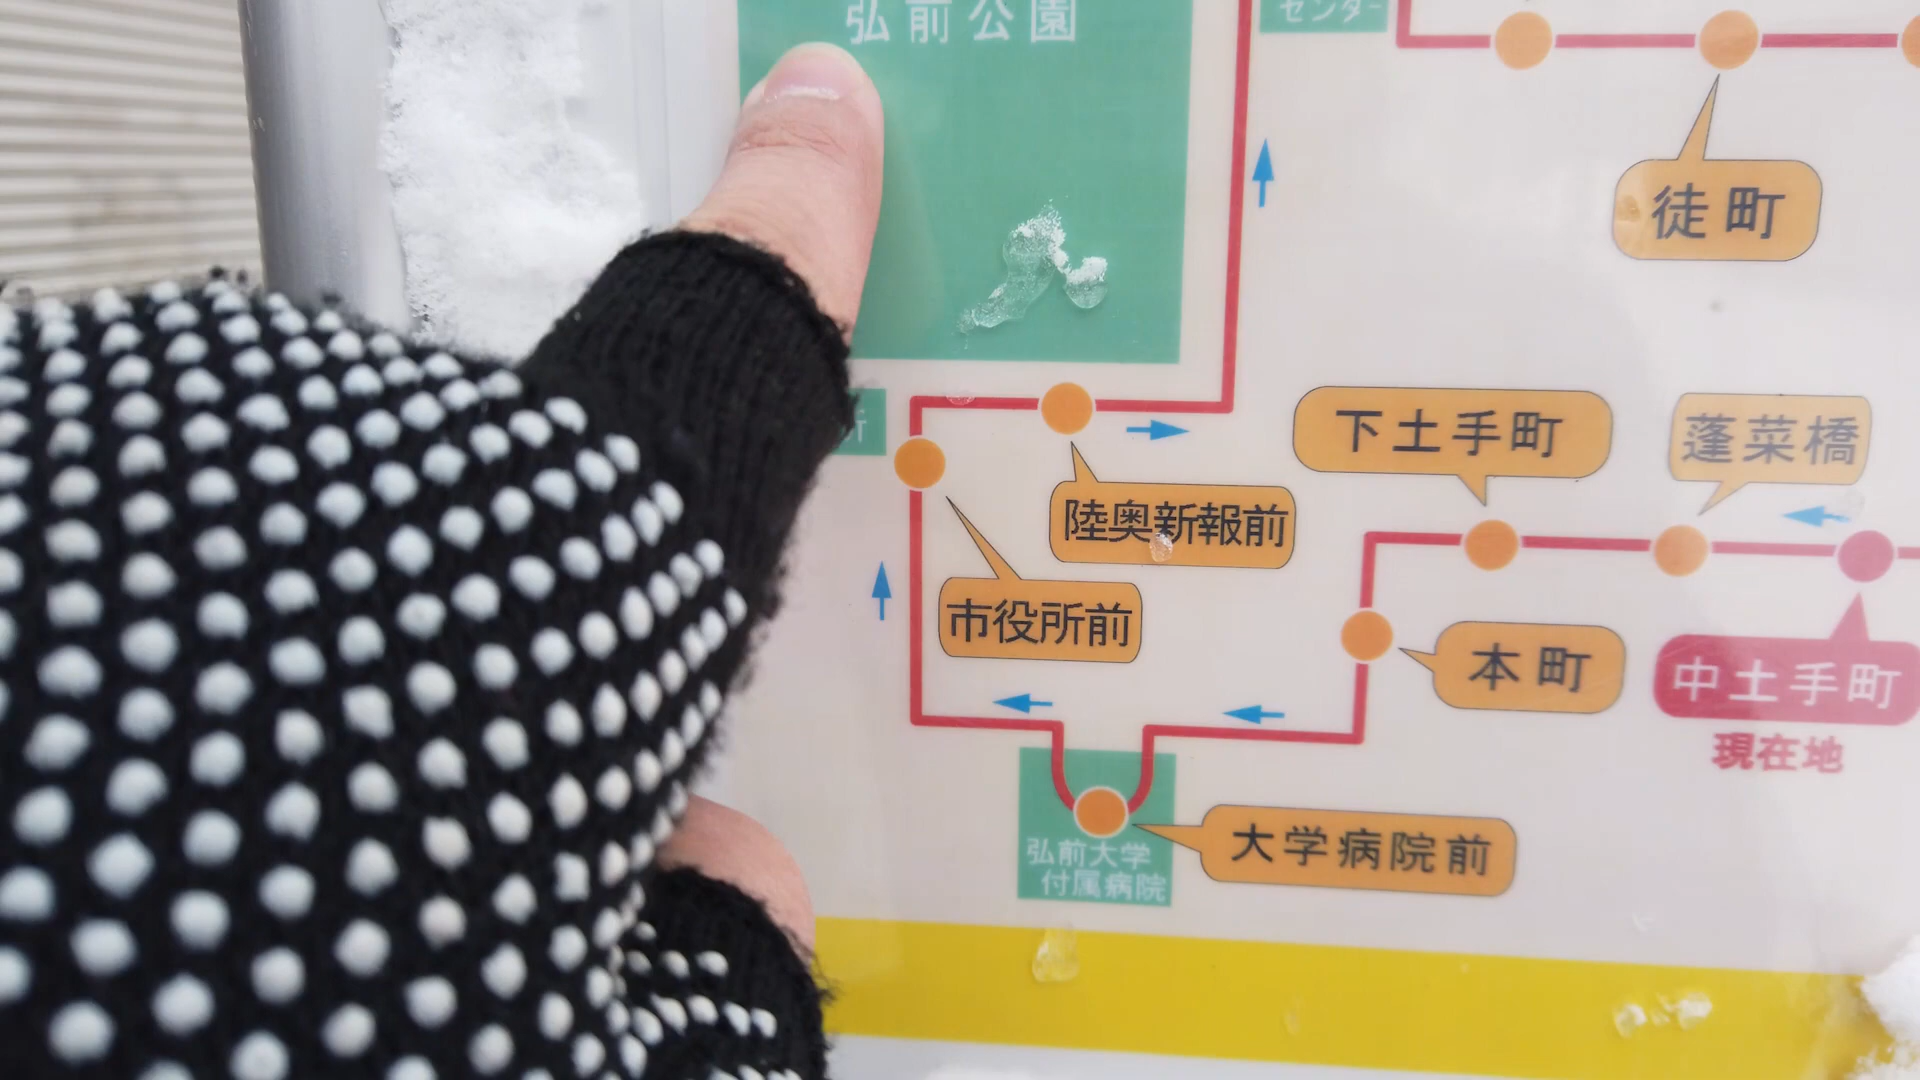 弘前公園
センター
徒町
下土手町
蓬菜橋
陸奥新報前
所
市役所前
本町
中土手町
現在地
大学病院前
弘前大学
付属病院